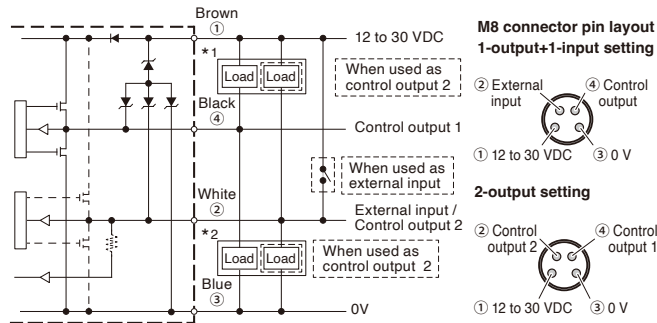 Brown
①
12 to 30 VDC
*1
Load
Load
When used as
control output 2
Black
④
Control output 1
When used as
external input
White
②
External input /
Control output 2
*2
Load
Load
When used as
control output 2
Blue
③
0V
M8 connector pin layout
1-output+1-input setting
② External
input
④ Control
output
① 12 to 30 VDC
③ 0 V
2-output setting
② Control
output 2
④ Control
output 1
① 12 to 30 VDC
③ 0 V